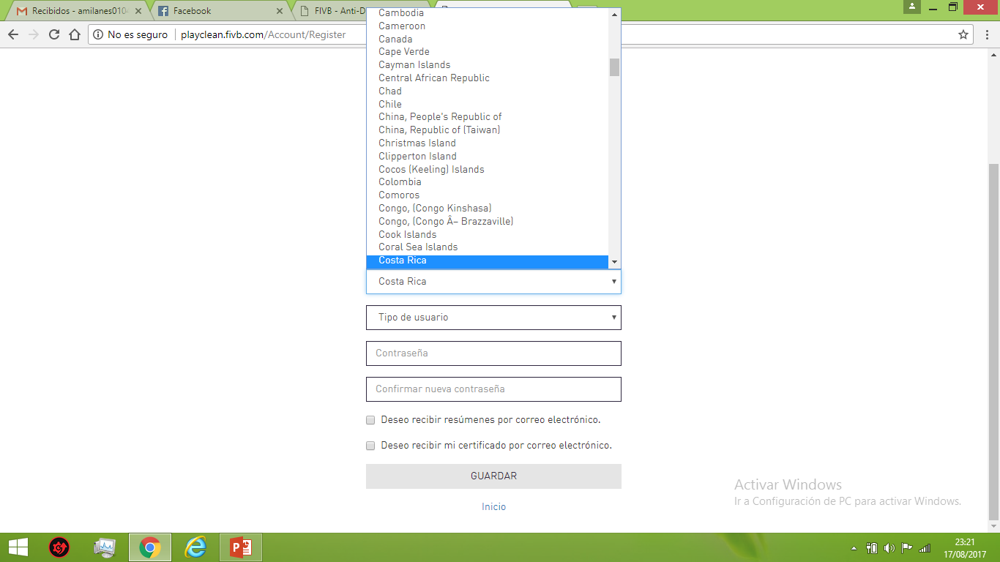 Recibidos - amilanes010
Facebook
FIVB - Anti-D
No es seguro
playclean.fivb.com/Account/Register
Cambodia
Cameroon
Canada
Cape Verde
Cayman Islands
Central African Republic
Chad
Chile
China, People's Republic of
China, Republic of (Taiwan)
Christmas Island
Clipperton Island
Cocos (Keeling) Islands
Colombia
Comoros
Congo, (Congo Kinshasa)
Congo, (Congo Â– Brazzaville)
Cook Islands
Coral Sea Islands
Costa Rica
Costa Rica
Tipo de usuario
Contraseña
Confirmar nueva contraseña
Deseo recibir resúmenes por correo electrónico.
Deseo recibir mi certificado por correo electrónico.
GUARDAR
Inicio
Activar Windows
Ir a Configuración de PC para activar Windows.
23:21
17/08/2017